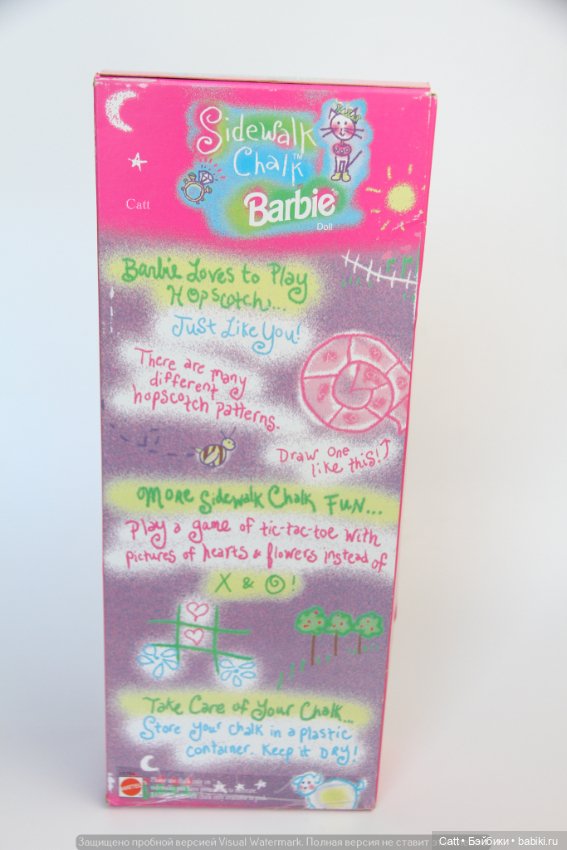 Sidewalk
Chalk™
Barbie®
Doll
Catt
Barbie Loves to Play
Hopscotch...
Just Like You!
There are many
different
hopscotch patterns.
Draw one
like this!
More Sidewalk Chalk Fun...
Play a game of tic-tac-toe with
pictures of hearts & flowers instead of
X & O!
Take Care of Your Chalk...
Store your chalk in a plastic
container. Keep it DRY!
MATTEL
Защищено пробной версией Visual Watermark. Полная версия не ставит
Catt • Бэйбики • babiki.ru